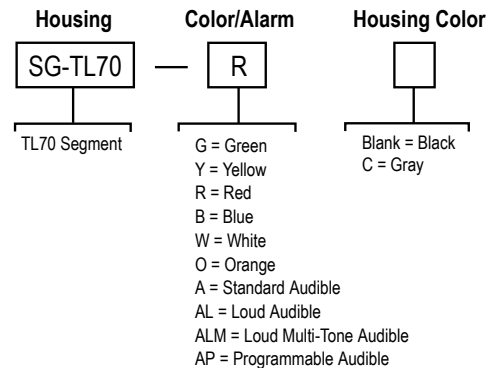 Housing
Color/Alarm
Housing Color
SG-TL70 — R
TL70 Segment
G = Green
Y = Yellow
R = Red
B = Blue
W = White
O = Orange
A = Standard Audible
AL = Loud Audible
ALM = Loud Multi-Tone Audible
AP = Programmable Audible
Blank = Black
C = Gray